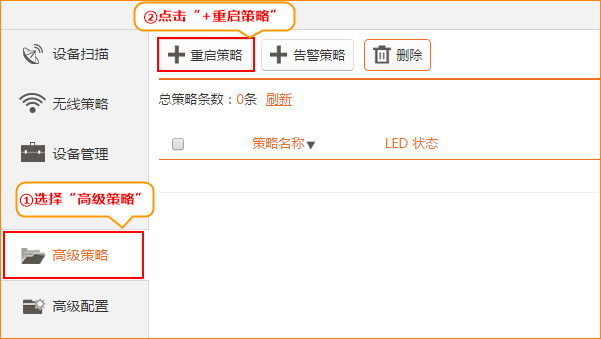 ②点击“+重启策略”
设备扫描
重启策略 告警策略 删除
总策略条数：0条 刷新
无线策略
策略名称▼ LED 状态
设备管理
①选择“高级策略”
高级策略
高级配置